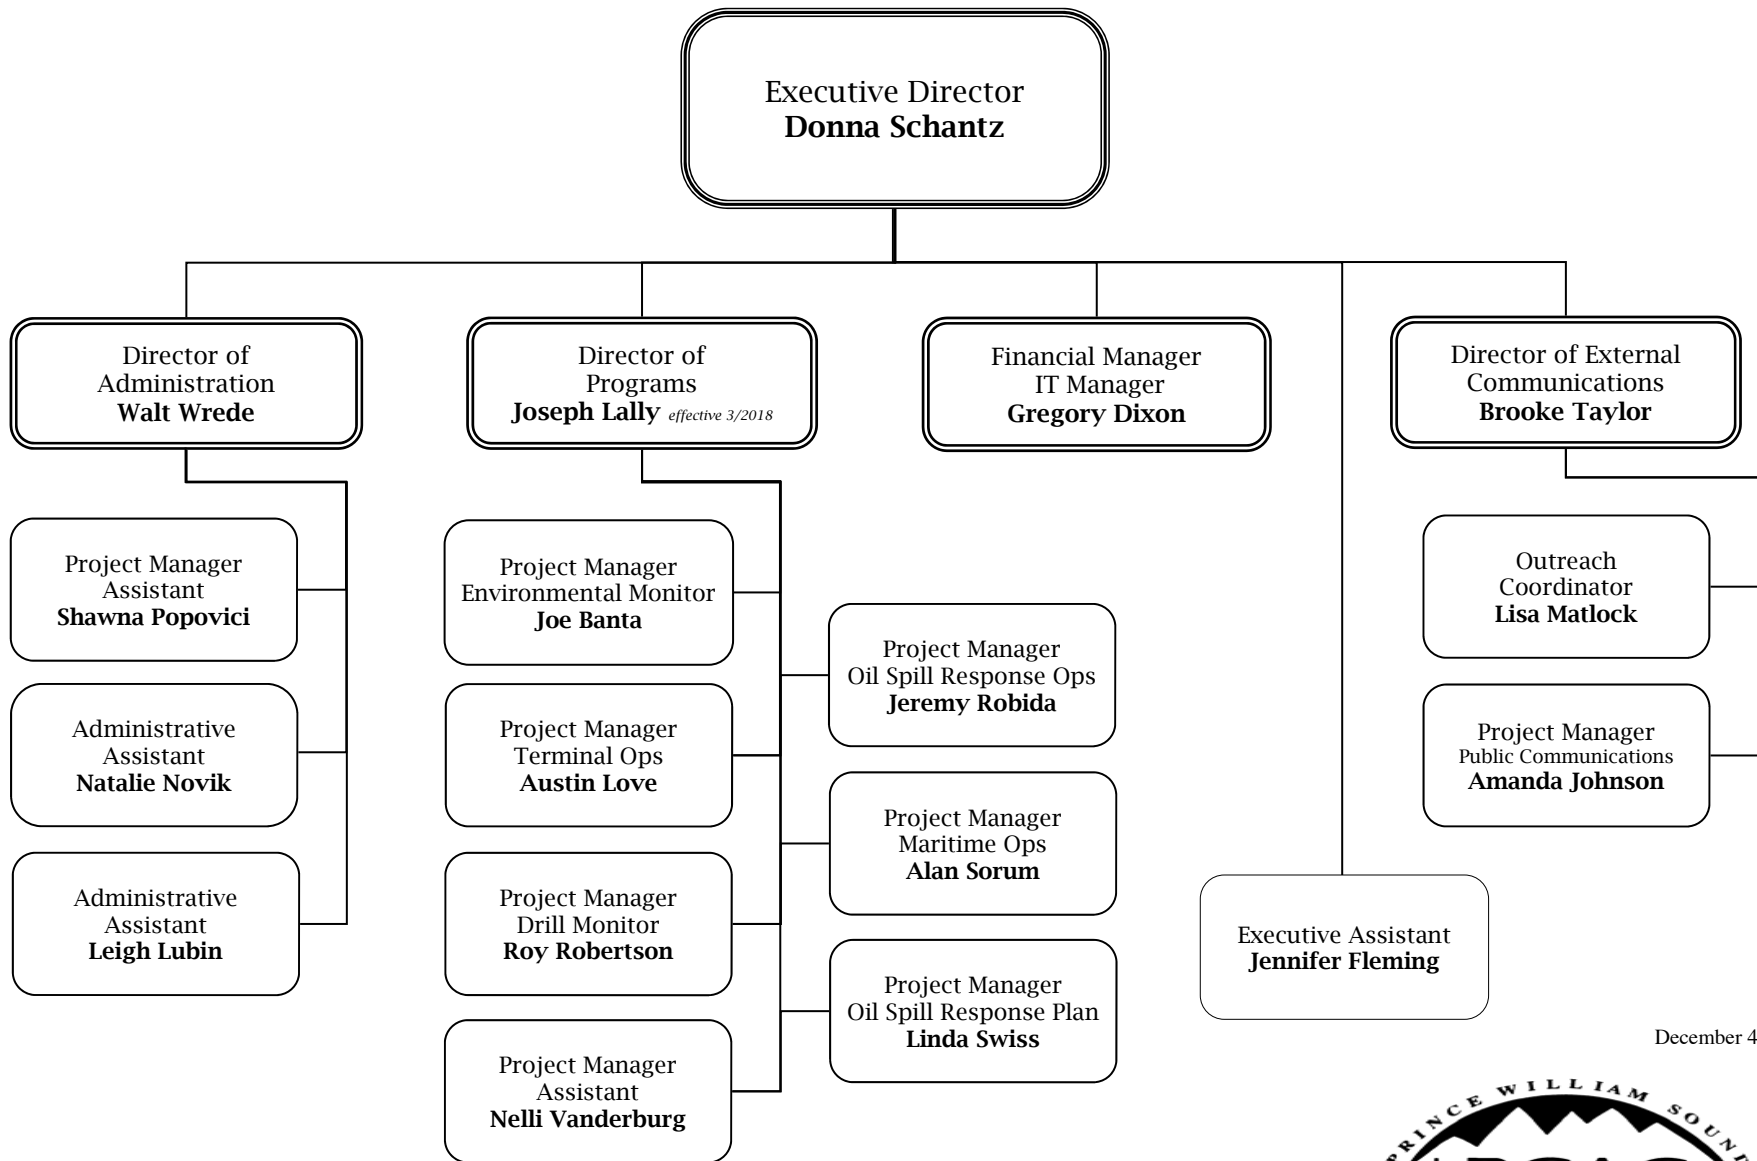 Executive Director
Donna Schantz
Director of
Administration
Walt Wrede
Director of
Programs
Joseph Lally effective 3/2018
Financial Manager
IT Manager
Gregory Dixon
Director of External
Communications
Brooke Taylor
Project Manager
Assistant
Shawna Popovici
Administrative
Assistant
Natalie Novik
Administrative
Assistant
Leigh Lubin
Project Manager
Environmental Monitor
Joe Banta
Project Manager
Terminal Ops
Austin Love
Project Manager
Drill Monitor
Roy Robertson
Project Manager
Assistant
Nelli Vanderburg
Project Manager
Oil Spill Response Ops
Jeremy Robida
Project Manager
Maritime Ops
Alan Sorum
Project Manager
Oil Spill Response Plan
Linda Swiss
Executive Assistant
Jennifer Fleming
Outreach
Coordinator
Lisa Matlock
Project Manager
Public Communications
Amanda Johnson
December 4
PRINCE WILLIAM SOUND